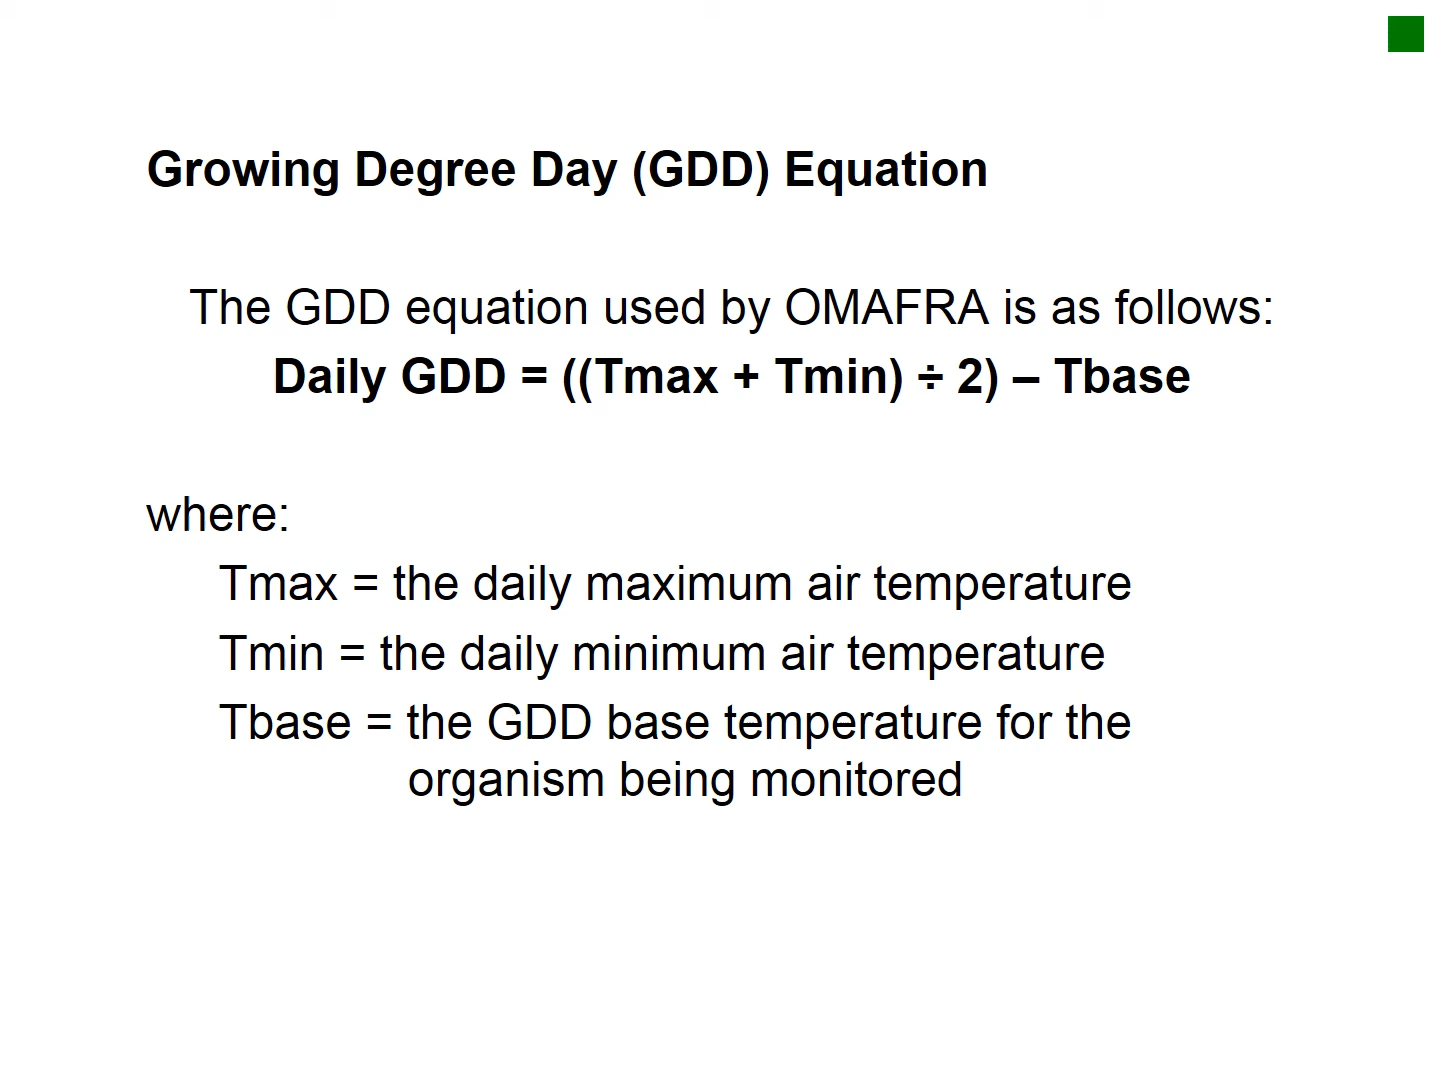 Growing Degree Day (GDD) Equation
The GDD equation used by OMAFRA is as follows:
Daily GDD = ((Tmax + Tmin) ÷ 2) – Tbase
where:
Tmax = the daily maximum air temperature
Tmin = the daily minimum air temperature
Tbase = the GDD base temperature for the
organism being monitored